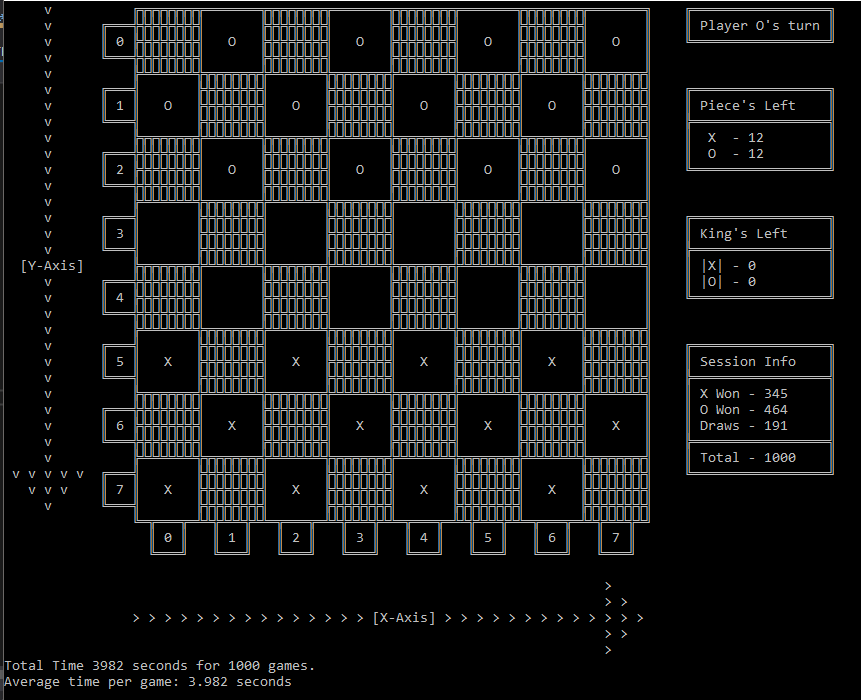 Player O's turn
0 O O O O
1 O O O O
Piece's Left
X - 12
O - 12
2 O O O O
3
King's Left
|X| - 0
|O| - 0
[Y-Axis]
4
5 X X X X
Session Info
X Won - 345
O Won - 464
Draws - 191
Total - 1000
6 X X X X
7 X X X X
0 1 2 3 4 5 6 7
> > > > > > > > > > > > > > > [X-Axis] > > > > > > > > > > > > >
Total Time 3982 seconds for 1000 games.
Average time per game: 3.982 seconds